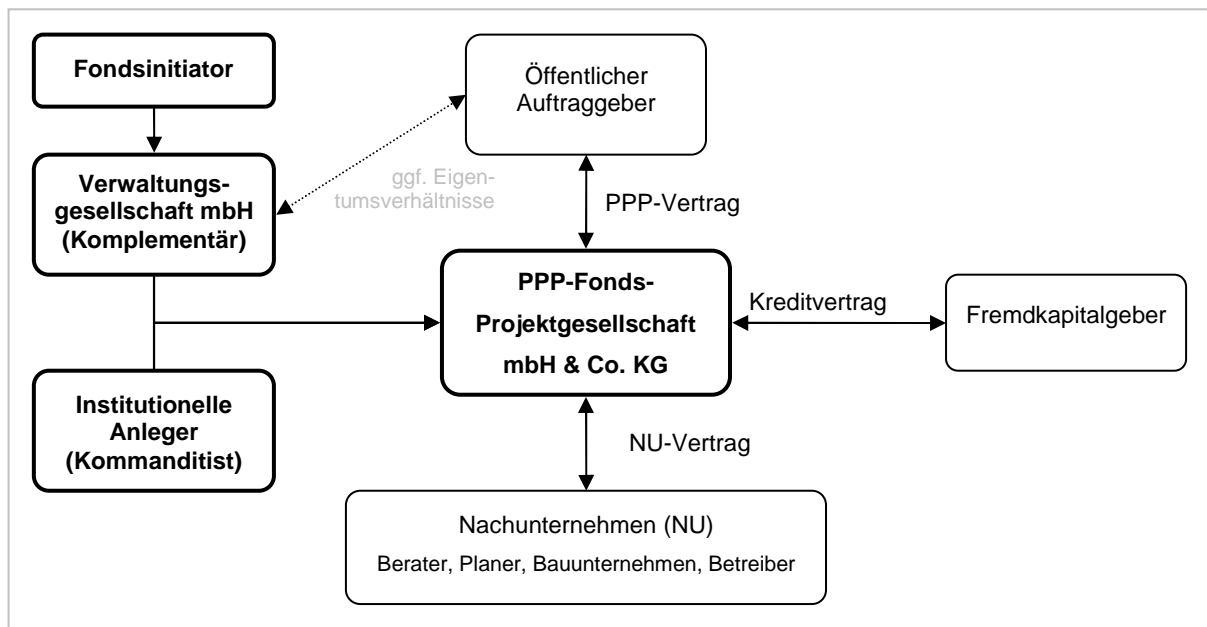 Fondsinitiator
Öffentlicher
Auftraggeber
Verwaltungs-
gesellschaft mbH
(Komplementär)
ggf. Eigen-
tumsverhältnisse
PPP-Vertrag
PPP-Fonds-
Projektgesellschaft
mbH & Co. KG
Kreditvertrag
Fremdkapitalgeber
Institutionelle
Anleger
(Kommanditist)
NU-Vertrag
Nachunternehmen (NU)
Berater, Planer, Bauunternehmen, Betreiber